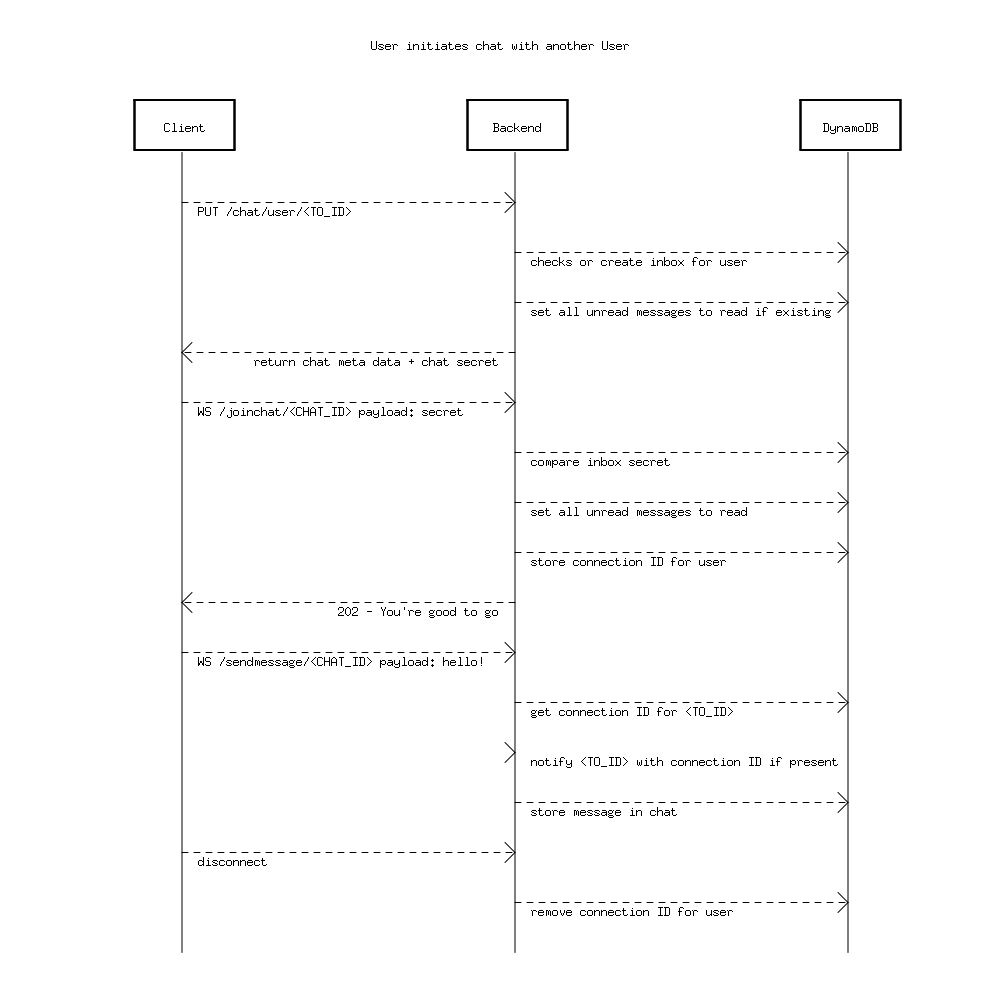 User initiates chat with another User
Client
Backend
DynamoDB
PUT /chat/user/<TO_ID>
checks or create inbox for user
set all unread messages to read if existing
return chat meta data + chat secret
WS /joinchat/<CHAT_ID> payload: secret
compare inbox secret
set all unread messages to read
store connection ID for user
202 - You're good to go
WS /sendmessage/<CHAT_ID> payload: hello!
get connection ID for <TO_ID>
notify <TO_ID> with connection ID if present
store message in chat
disconnect
remove connection ID for user